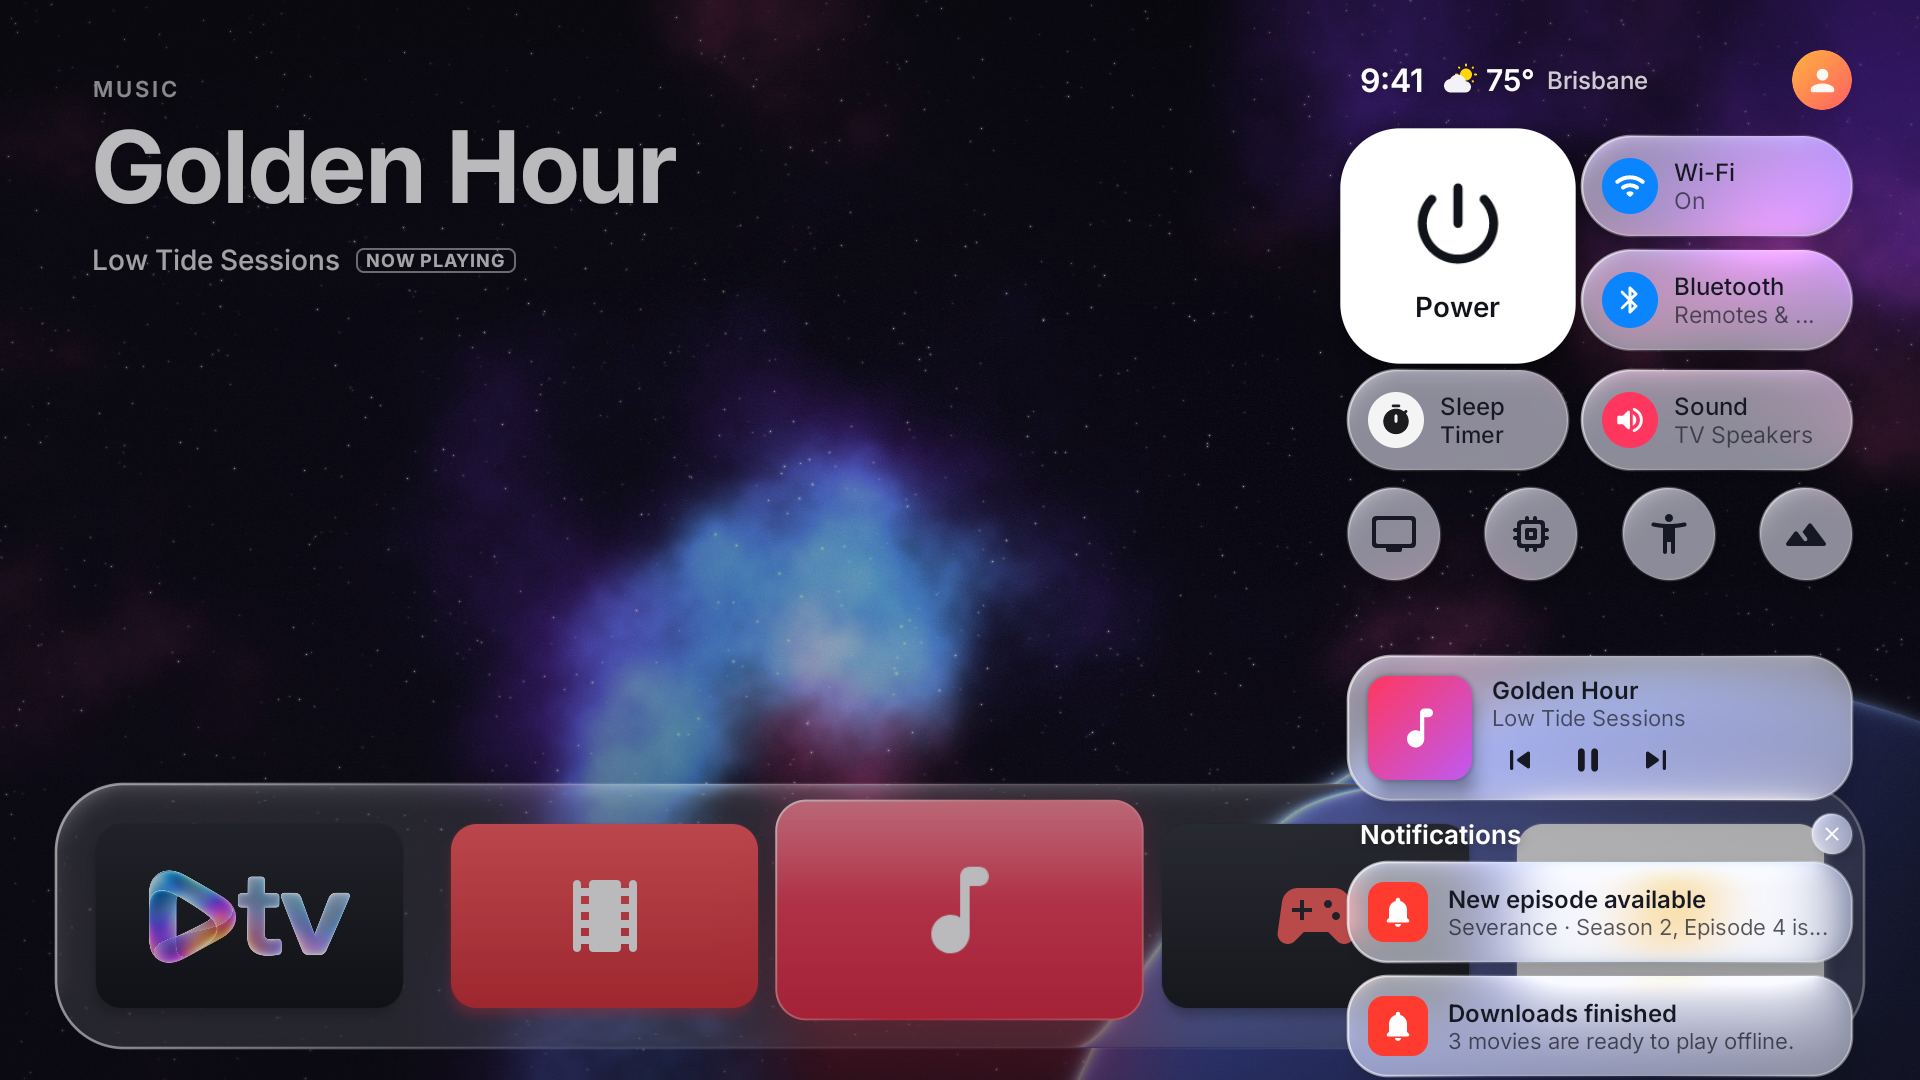 MUSIC
Golden Hour
Low Tide Sessions NOW PLAYING
9:41 75° Brisbane
Power
Wi-Fi
On
Bluetooth
Remotes & ...
Sleep
Timer
Sound
TV Speakers
Golden Hour
Low Tide Sessions
Notifications
New episode available
Severance · Season 2, Episode 4 is...
Downloads finished
3 movies are ready to play offline.
tv